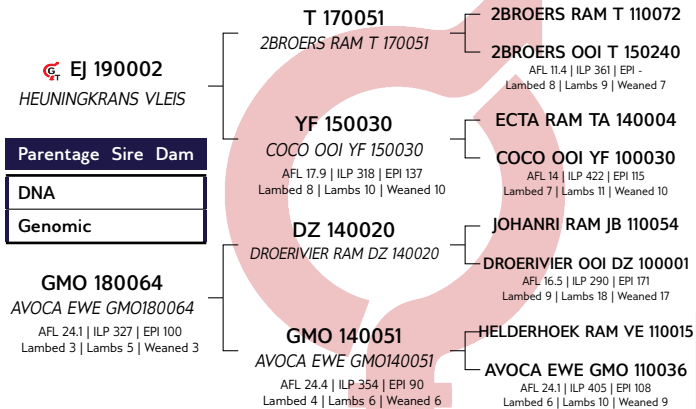 EJ 190002
HEUNINGKRANS VLEIS
Parentage Sire Dam
DNA
Genomic
GMO 180064
AVOCA EWE GMO180064
AFL 24.1 | ILP 327 | EPI 100
Lambed 3 | Lambs 5 | Weaned 3
T 170051
2BROERS RAM T 170051
YF 150030
COCO OOI YF 150030
AFL 17.9 | ILP 318 | EPI 137
Lambed 8 | Lambs 10 | Weaned 10
DZ 140020
DROERIVIER RAM DZ 140020
GMO 140051
AVOCA EWE GMO140051
AFL 24.4 | ILP 354 | EPI 90
Lambed 4 | Lambs 6 | Weaned 6
2BROERS RAM T 110072
2BROERS OOI T 150240
AFL 11.4 | ILP 361 | EPI -
Lambed 8 | Lambs 9 | Weaned 7
ECTA RAM TA 140004
COCO OOI YF 100030
AFL 14 | ILP 422 | EPI 115
Lambed 7 | Lambs 11 | Weaned 10
JOHANRI RAM JB 110054
DROERIVIER OOI DZ 100001
AFL 16.5 | ILP 290 | EPI 171
Lambed 9 | Lambs 18 | Weaned 17
HELDERHOEK RAM VE 110015
AVOCA EWE GMO 110036
AFL 24.1 | ILP 405 | EPI 108
Lambed 6 | Lambs 10 | Weaned 9